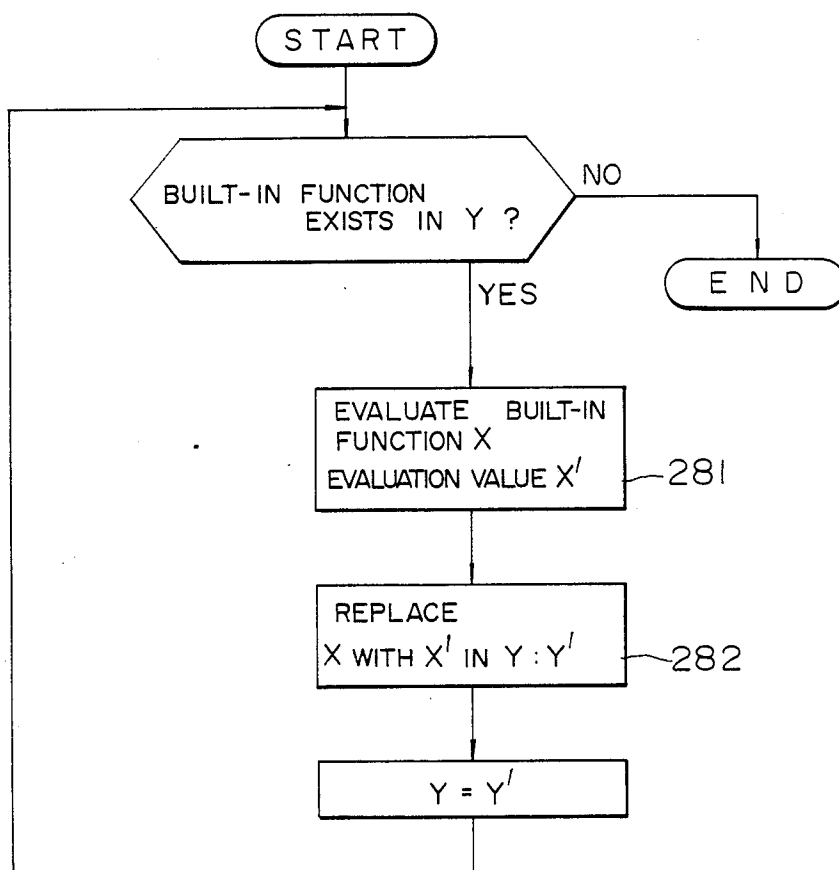 START
BUILT-IN FUNCTION
EXISTS IN Y ?
NO
END
YES
EVALUATE BUILT-IN
FUNCTION X
EVALUATION VALUE X'
281
REPLACE
X WITH X' IN Y : Y'
282
Y = Y'